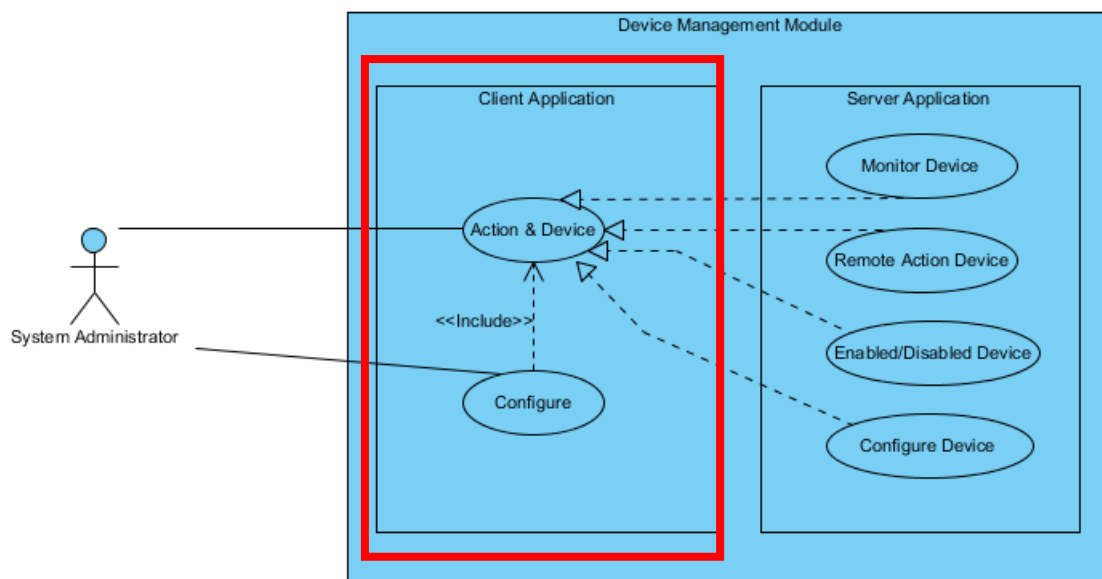 Device Management Module
Client Application
Server Application
Monitor Device
Action & Device
Remote Action Device
System Administrator
<<Include>>
Enabled/Disabled Device
Configure
Configure Device